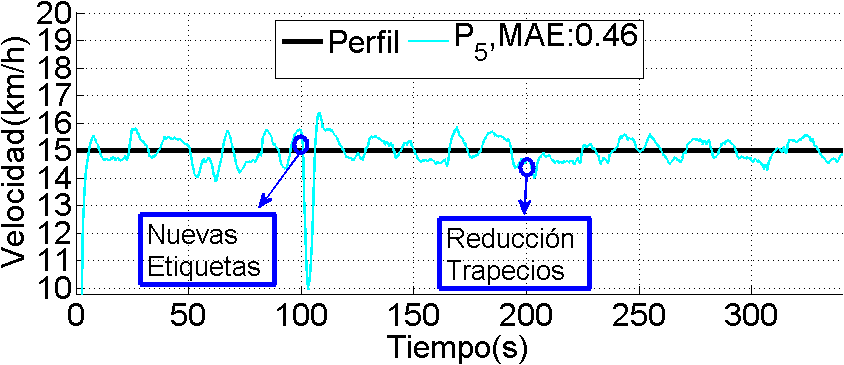 Perfil P5,MAE:0.46
Velocidad(km/h)
20
19
18
17
16
15
14
13
12
11
10
Nuevas
Etiquetas
Reducción
Trapecios
0 50 100 150 200 250 300
Tiempo(s)